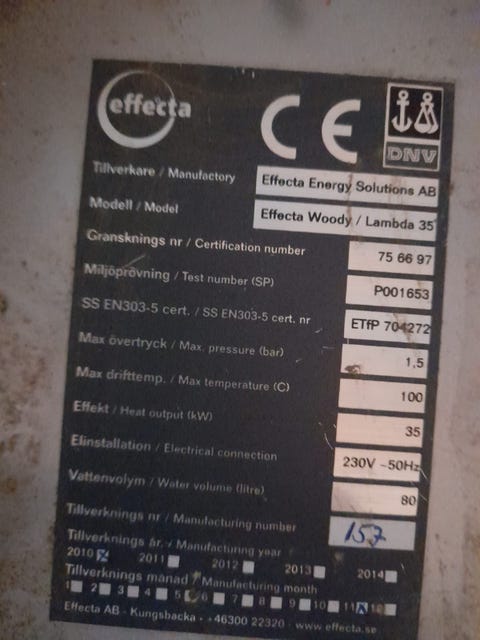 effecta
CE
DNV
Tillverkare / Manufactory Effecta Energy Solutions AB
Modell / Model Effecta Woody / Lambda 35
Gransknings nr / Certification number 75 66 97
Miljöprövning / Test number (SP) P001653
SS EN303-5 cert. / SS EN303-5 cert. nr ETfP 704272
Max övertryck / Max. pressure (bar) 1,5
Max drifttemp. / Max temperature (C) 100
Effekt / Heat output (kW) 35
Elinstallation / Electrical connection 230V ~50Hz
Vattenvolym / Water volume (litre) 80
Tillverknings nr / Manufacturing number 157
Tillverknings år. / Manufacturing year
2010 2011 2012 2013 2014
Tillverknings månad / Manufacturing month
1 2 3 4 5 6 7 8 9 10 11 12
Effecta AB - Kungsbacka - +46300 22320 - www.effecta.se